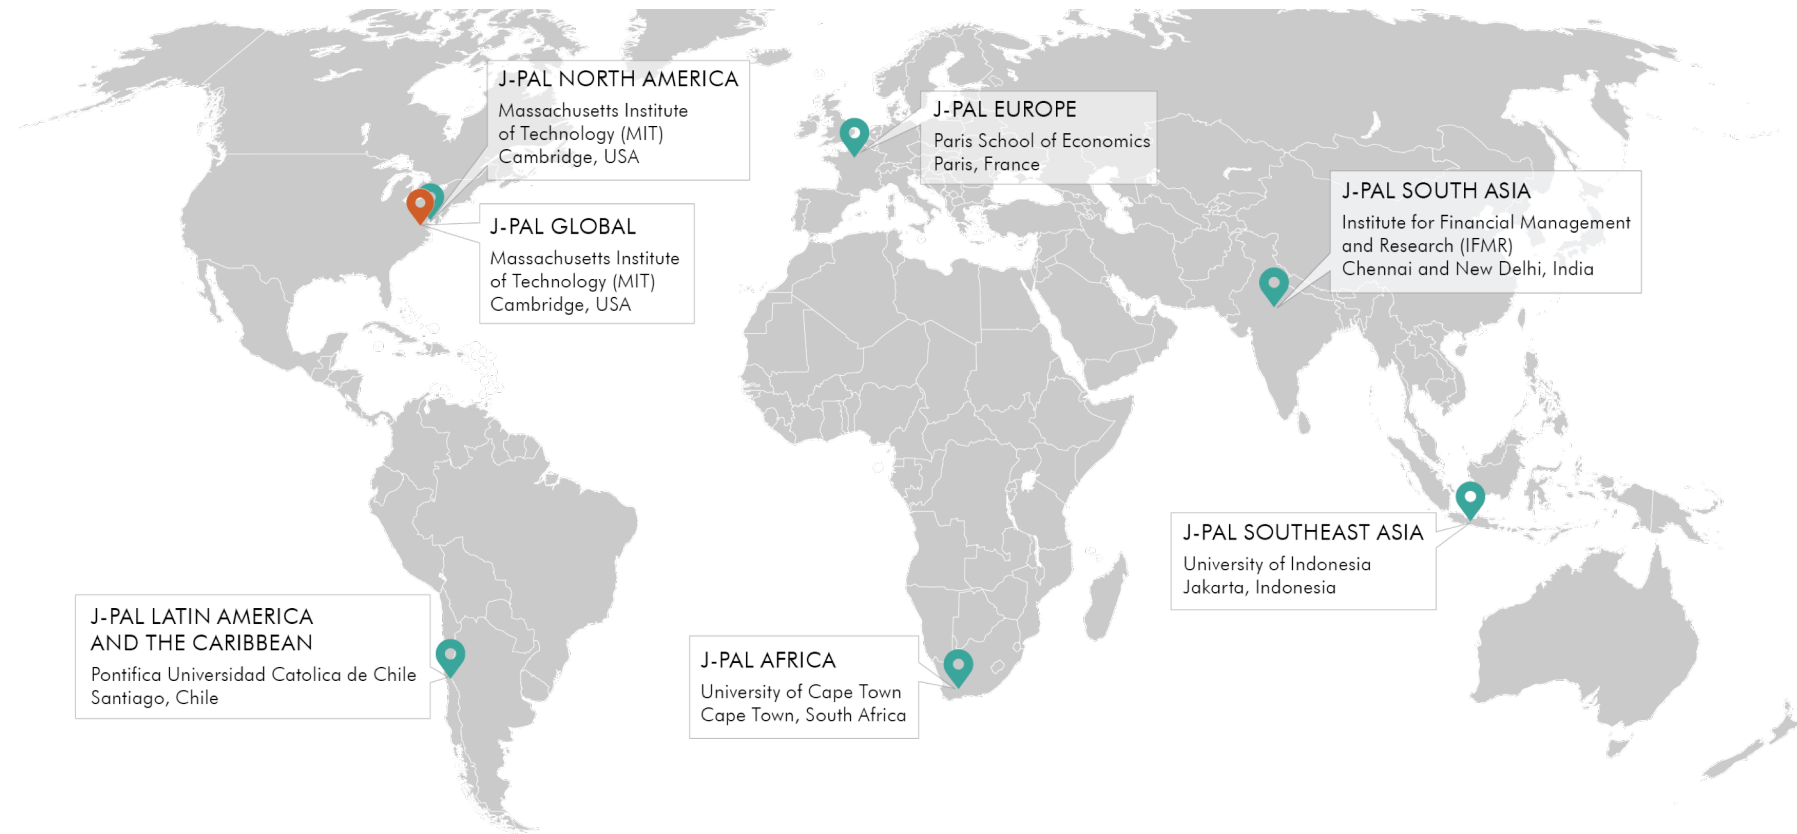 J-PAL NORTH AMERICA
Massachusetts Institute
of Technology (MIT)
Cambridge, USA
J-PAL GLOBAL
Massachusetts Institute
of Technology (MIT)
Cambridge, USA
J-PAL EUROPE
Paris School of Economics
Paris, France
J-PAL SOUTH ASIA
Institute for Financial Management
and Research (IFMR)
Chennai and New Delhi, India
J-PAL SOUTHEAST ASIA
University of Indonesia
Jakarta, Indonesia
J-PAL LATIN AMERICA
AND THE CARIBBEAN
Pontifica Universidad Catolica de Chile
Santiago, Chile
J-PAL AFRICA
University of Cape Town
Cape Town, South Africa